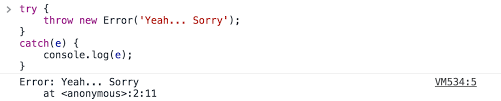 > try {
    throw new Error('Yeah... Sorry');
}
catch(e) {
    console.log(e);
}
Error: Yeah... Sorry VM534:5
    at <anonymous>:2:11